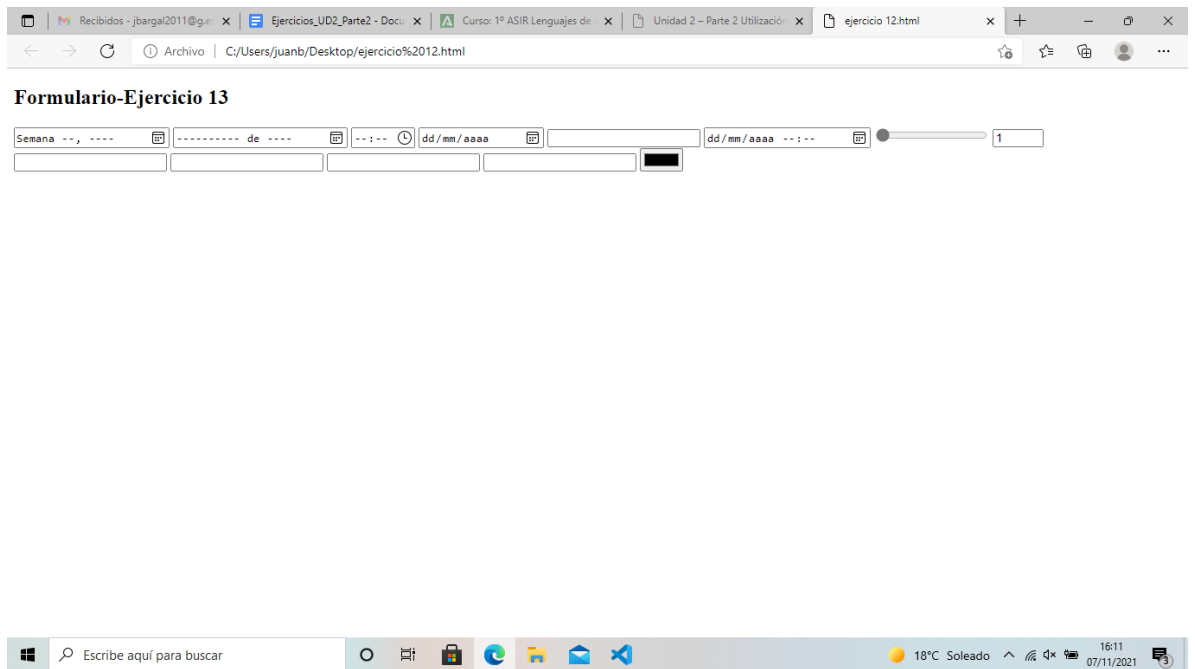 Recibidos - jbargal2011@g.e
Ejercicios_UD2_Parte2 - Docu
Curso: 1º ASIR Lenguajes de
Unidad 2 – Parte 2 Utilización
ejercicio 12.html
Archivo | C:/Users/juanb/Desktop/ejercicio%2012.html
Formulario-Ejercicio 13
Semana --, ---- ---------- de ---- --:-- dd/mm/aaaa dd/mm/aaaa --:-- 1
Escribe aquí para buscar
18°C Soleado
16:11
07/11/2021
3